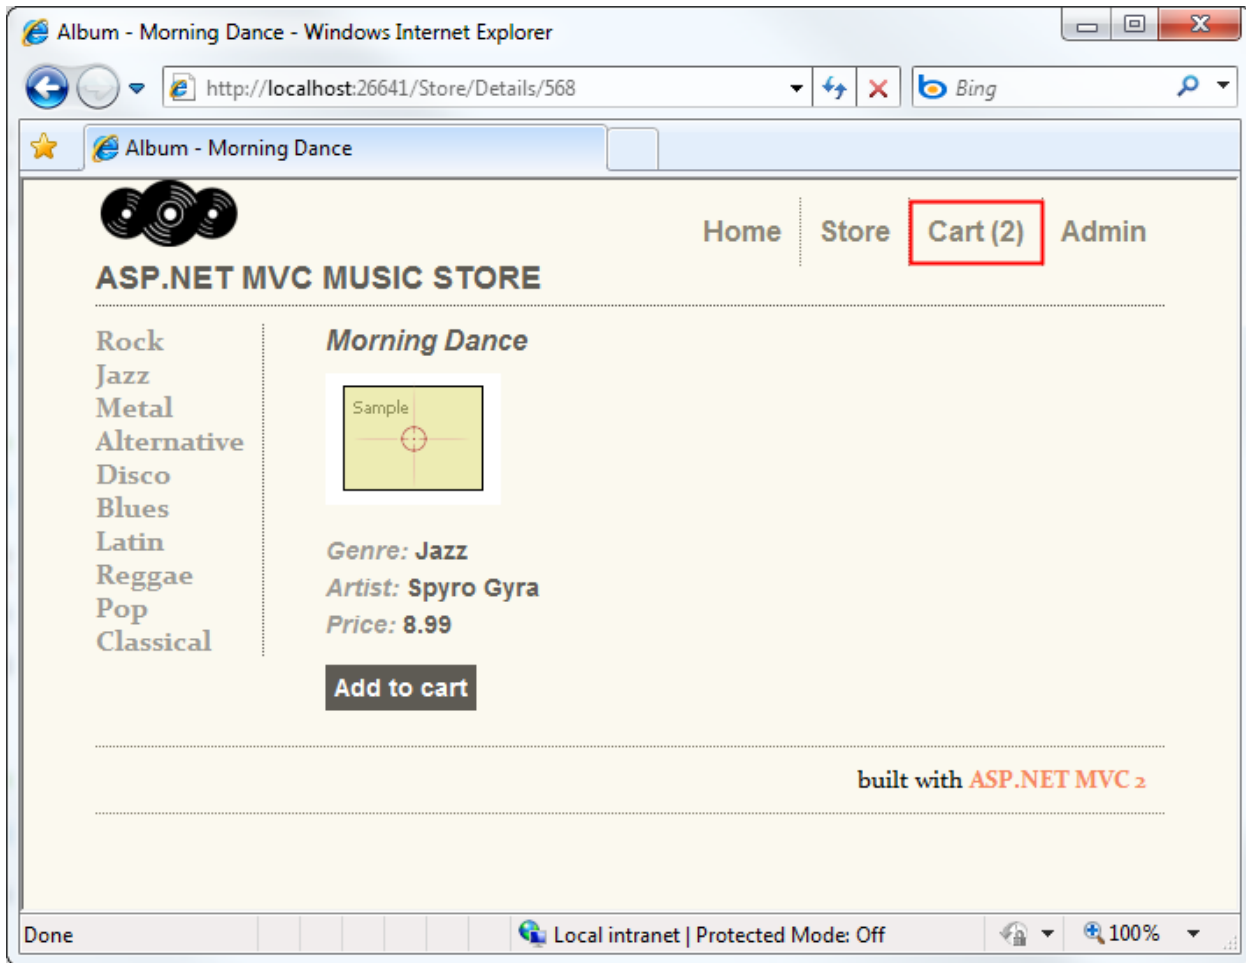 Album - Morning Dance - Windows Internet Explorer
http://localhost:26641/Store/Details/568
Bing
Album - Morning Dance
Home Store Cart (2) Admin
ASP.NET MVC MUSIC STORE
Rock
Jazz
Metal
Alternative
Disco
Blues
Latin
Reggae
Pop
Classical
Morning Dance
Sample
Genre: Jazz
Artist: Spyro Gyra
Price: 8.99
Add to cart
built with ASP.NET MVC 2
Done
Local intranet | Protected Mode: Off
100%